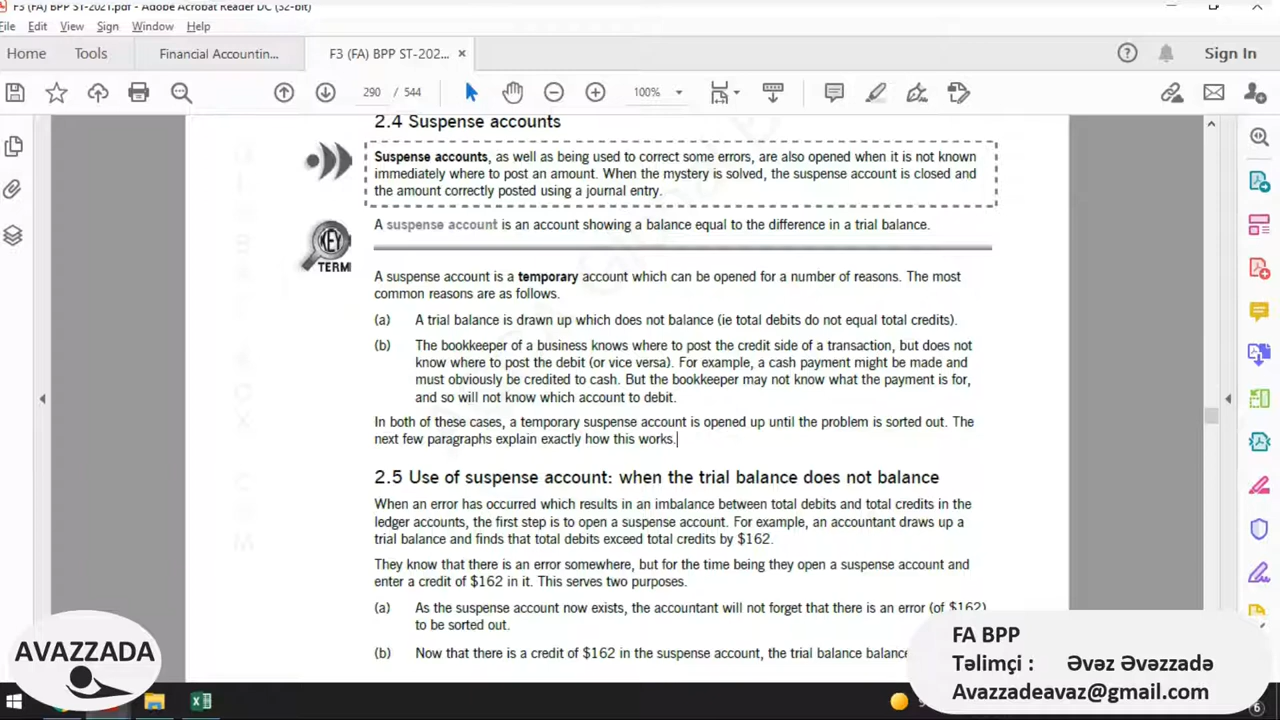 F3 (FA) BPP ST-2021.pdf - Adobe Acrobat Reader DC (32-bit)
File Edit View Sign Window Help
Home Tools Financial Accountin... F3 (FA) BPP ST-202... × Sign In
290 / 544 100%
2.4 Suspense accounts
Suspense accounts, as well as being used to correct some errors, are also opened when it is not known
immediately where to post an amount. When the mystery is solved, the suspense account is closed and
the amount correctly posted using a journal entry.
KEY
TERM
A suspense account is an account showing a balance equal to the difference in a trial balance.
A suspense account is a temporary account which can be opened for a number of reasons. The most
common reasons are as follows.
(a) A trial balance is drawn up which does not balance (ie total debits do not equal total credits).
(b) The bookkeeper of a business knows where to post the credit side of a transaction, but does not
know where to post the debit (or vice versa). For example, a cash payment might be made and
must obviously be credited to cash. But the bookkeeper may not know what the payment is for,
and so will not know which account to debit.
In both of these cases, a temporary suspense account is opened up until the problem is sorted out. The
next few paragraphs explain exactly how this works.
2.5 Use of suspense account: when the trial balance does not balance
When an error has occurred which results in an imbalance between total debits and total credits in the
ledger accounts, the first step is to open a suspense account. For example, an accountant draws up a
trial balance and finds that total debits exceed total credits by $162.
They know that there is an error somewhere, but for the time being they open a suspense account and
enter a credit of $162 in it. This serves two purposes.
(a) As the suspense account now exists, the accountant will not forget that there is an error (of $162)
to be sorted out.
(b) Now that there is a credit of $162 in the suspense account, the trial balance balance
AVAZZADA
FA BPP
Təlimçi : Əvəz Əvəzzadə
Avazzadeavaz@gmail.com
6